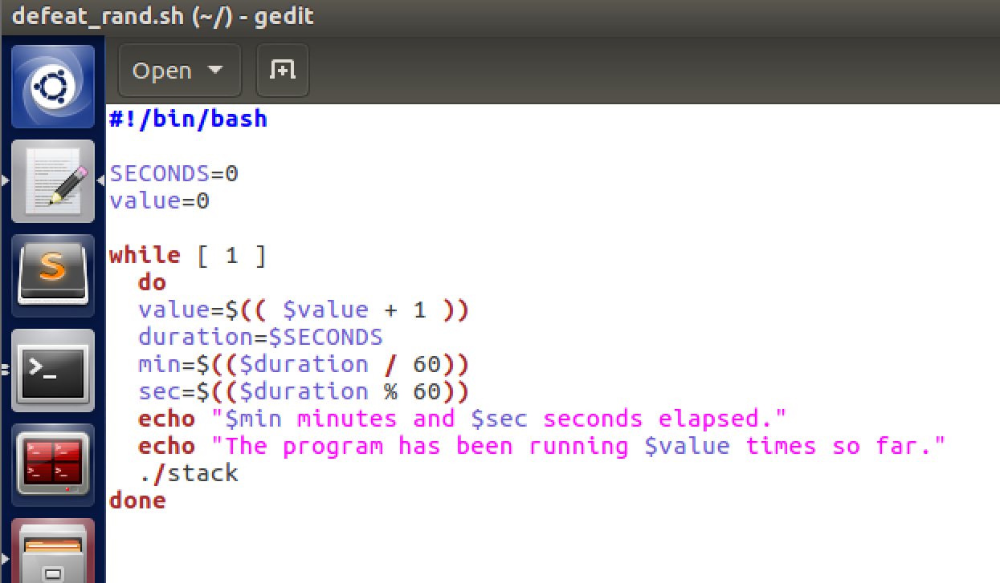 defeat_rand.sh (~/) - gedit
Open
#!/bin/bash
SECONDS=0
value=0
while [ 1 ]
do
value=$(( $value + 1 ))
duration=$SECONDS
min=$(($duration / 60))
sec=$(($duration % 60))
echo "$min minutes and $sec seconds elapsed."
echo "The program has been running $value times so far."
./stack
done